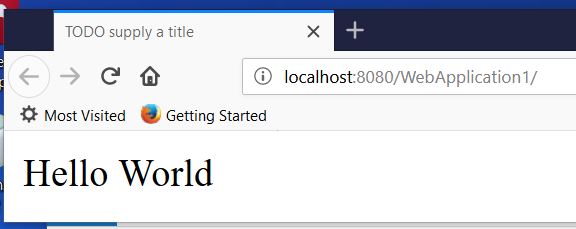 TODO supply a title
localhost:8080/WebApplication1/
Most Visited Getting Started
Hello World